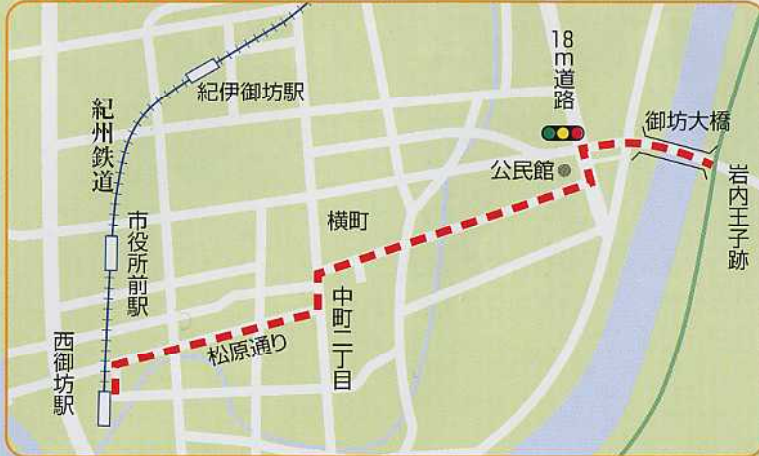 18m道路
紀伊御坊駅
紀州鉄道
御坊大橋
公民館
岩内王子跡
市役所前駅
横町
中町二丁目
松原通り
西御坊駅